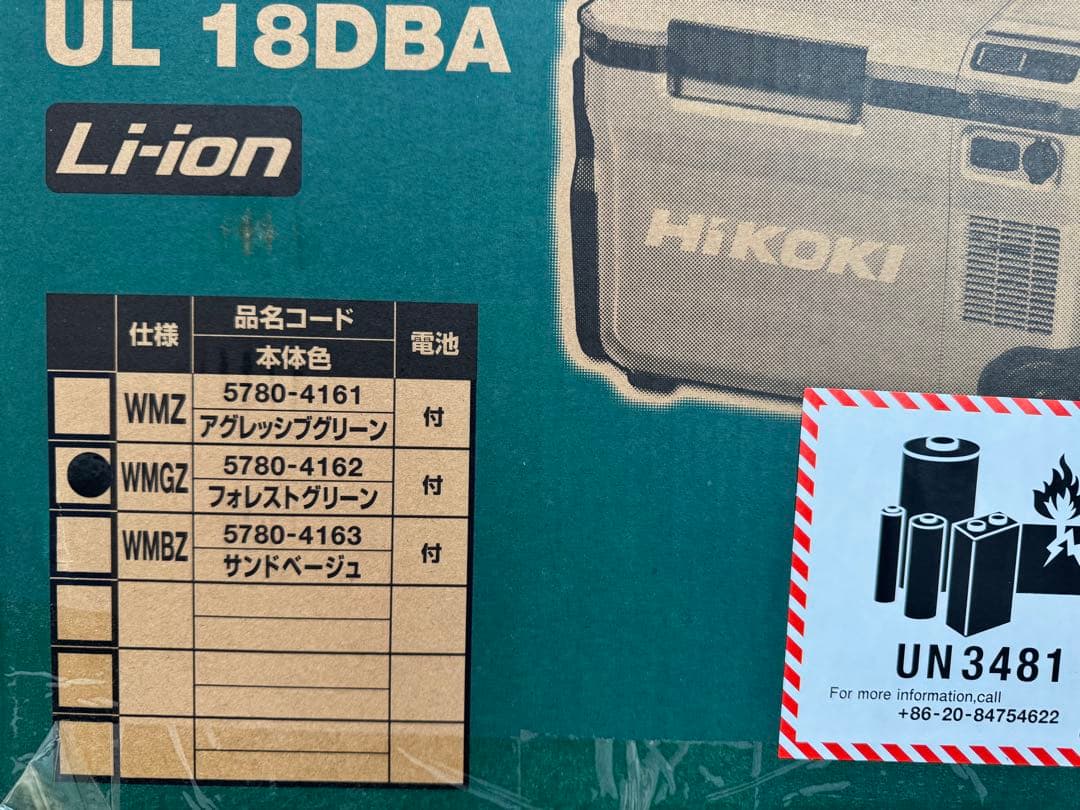 UL 18DBA
Li-ion
HiKOKI
仕様 品名コード 電池
本体色
WMZ 5780-4161 付
アグレッシブグリーン
WMGZ 5780-4162 付
フォレストグリーン
WMBZ 5780-4163 付
サンドベージュ
UN3481
For more information,call
+86-20-84754622